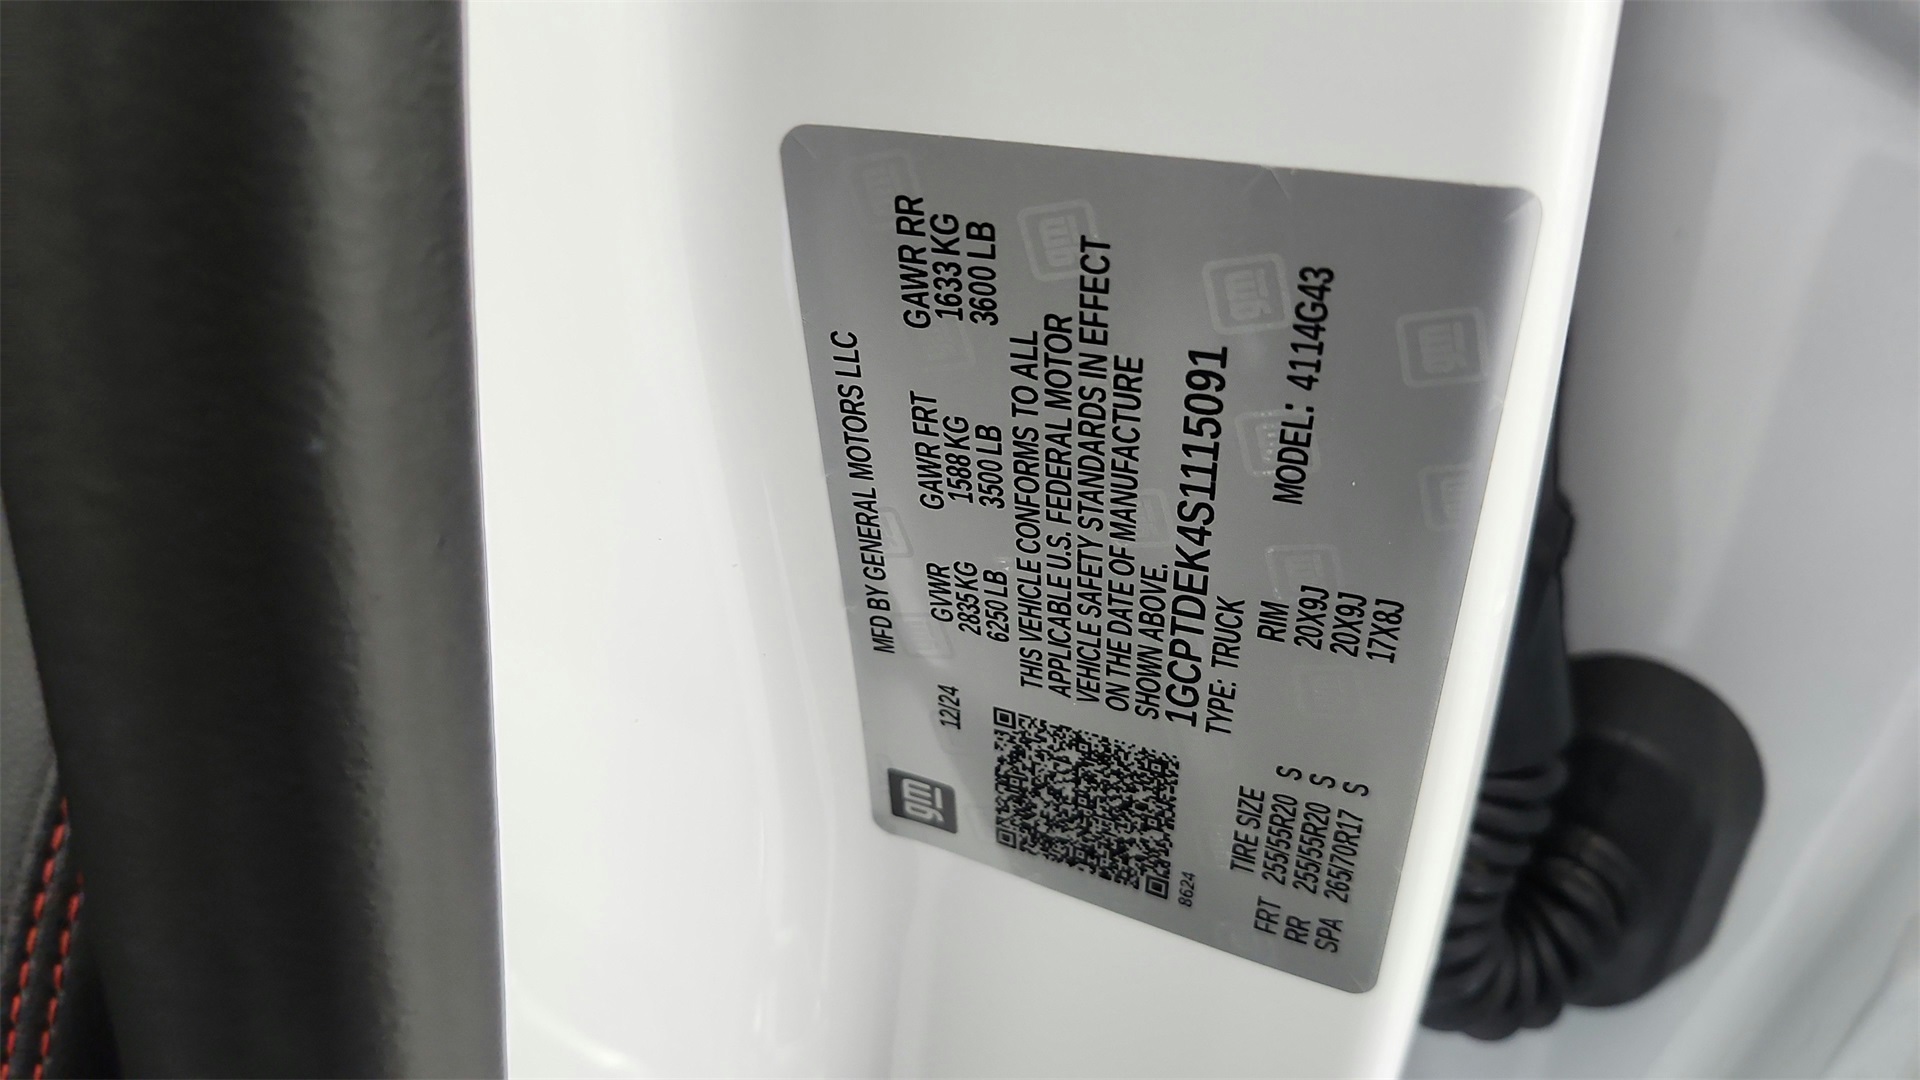 gm
MFD BY GENERAL MOTORS LLC
12/24
GVWR GAWR FRT GAWR RR
2835 KG 1588 KG 1633 KG
6250 LB 3500 LB 3600 LB
THIS VEHICLE CONFORMS TO ALL
APPLICABLE U.S. FEDERAL MOTOR
VEHICLE SAFETY STANDARDS IN EFFECT
ON THE DATE OF MANUFACTURE
SHOWN ABOVE.
1GCPTDEK4S1115091
8624
TYPE: TRUCK MODEL: 4114G43
TIRE SIZE RIM
FRT 255/55R20 S 20X9J
RR 255/55R20 S 20X9J
SPA 265/70R17 S 17X8J